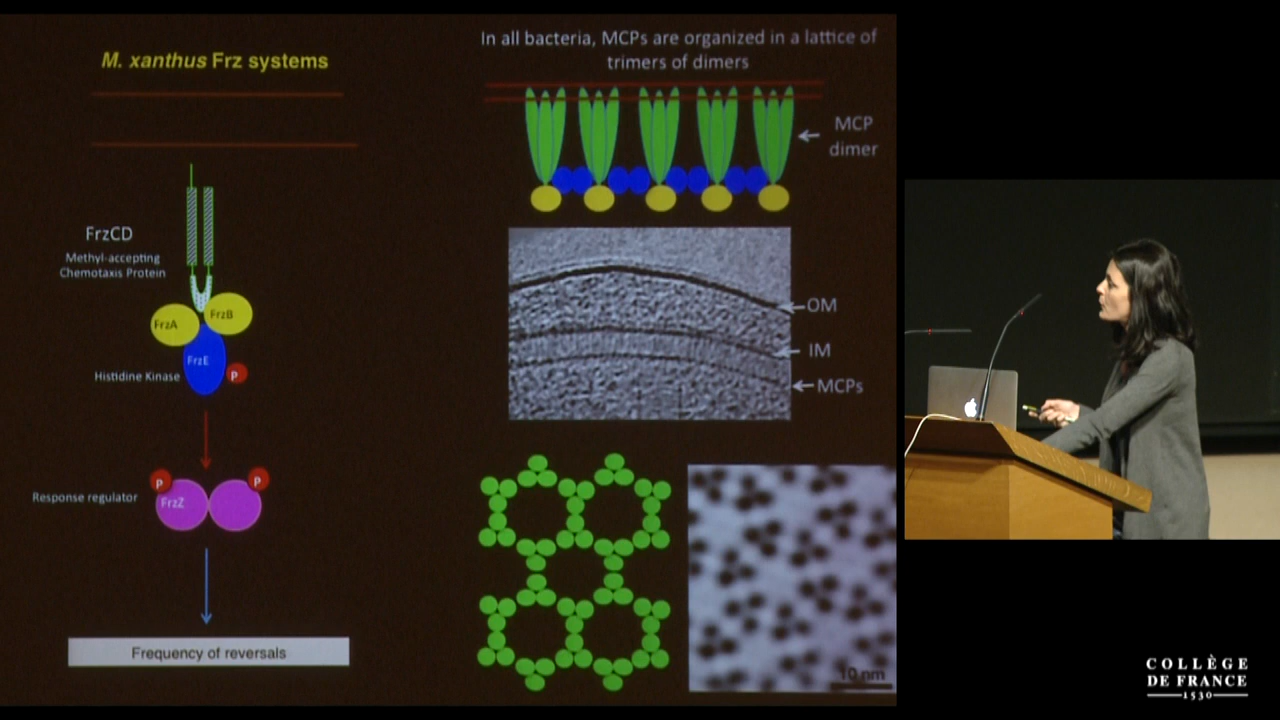 M. xanthus Frz systems
FrzCD
Methyl-accepting
Chemotaxis Protein
FrzA
FrzB
FrzE
Histidine Kinase
P
P
P
Response regulator
FrzZ
Frequency of reversals
In all bacteria, MCPs are organized in a lattice of
trimers of dimers
MCP
dimer
OM
IM
MCPs
10 nm
COLLÈGE
DE FRANCE
1530